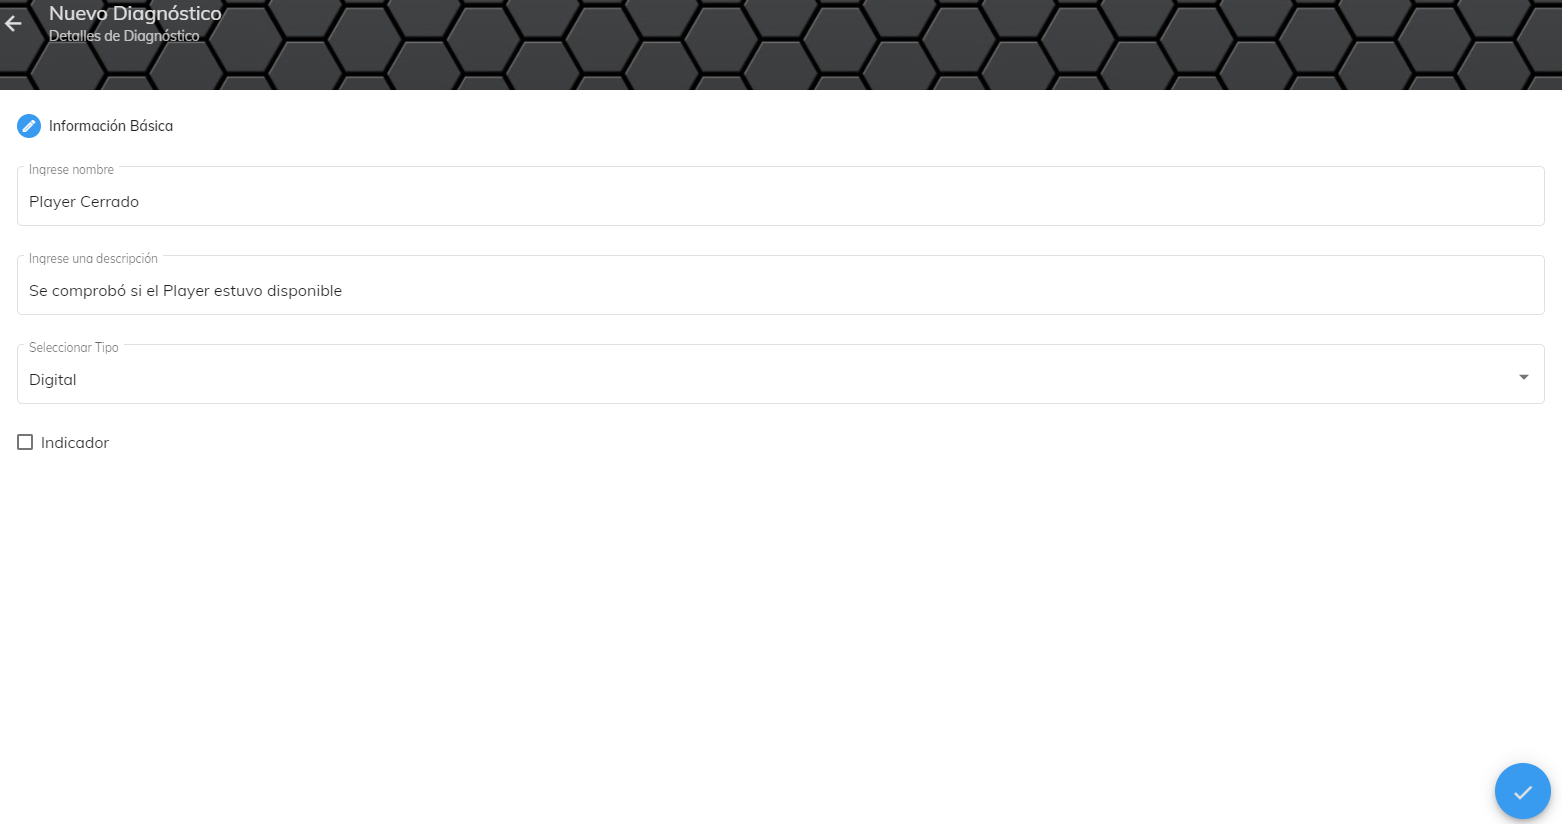 Nuevo Diagnóstico
Detalles de Diagnóstico
Información Básica
Ingrese nombre
Player Cerrado
Ingrese una descripción
Se comprobó si el Player estuvo disponible
Seleccionar Tipo
Digital
Indicador